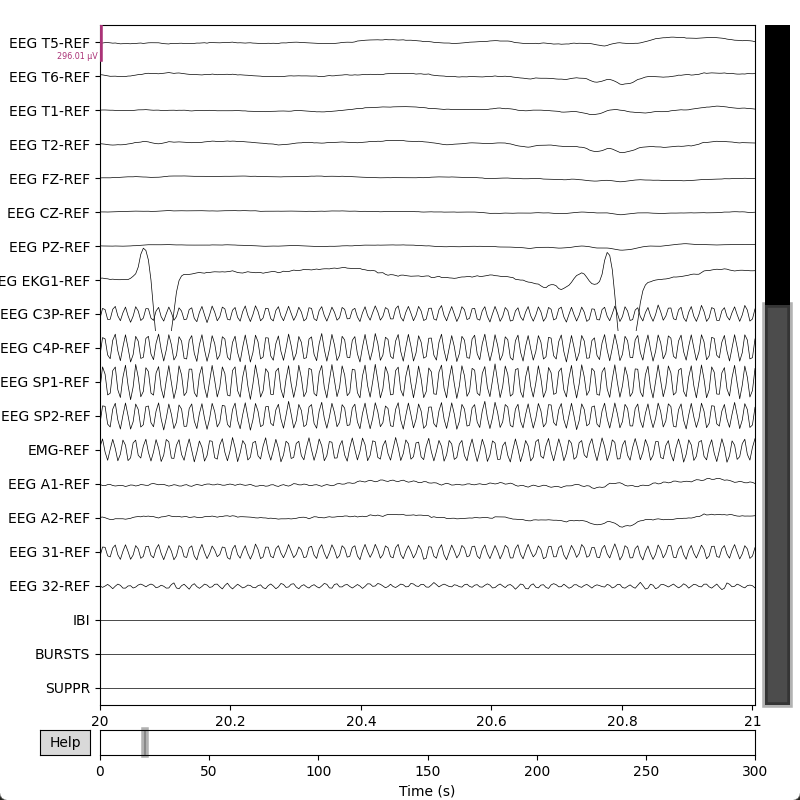 EEG T5-REF
296.01 µV
EEG T6-REF
EEG T1-REF
EEG T2-REF
EEG FZ-REF
EEG CZ-REF
EEG PZ-REF
EG EKG1-REF
EEG C3P-REF
EEG C4P-REF
EEG SP1-REF
EEG SP2-REF
EMG-REF
EEG A1-REF
EEG A2-REF
EEG 31-REF
EEG 32-REF
IBI
BURSTS
SUPPR
20 20.2 20.4 20.6 20.8 21
Help
0 50 100 150 200 250 300
Time (s)